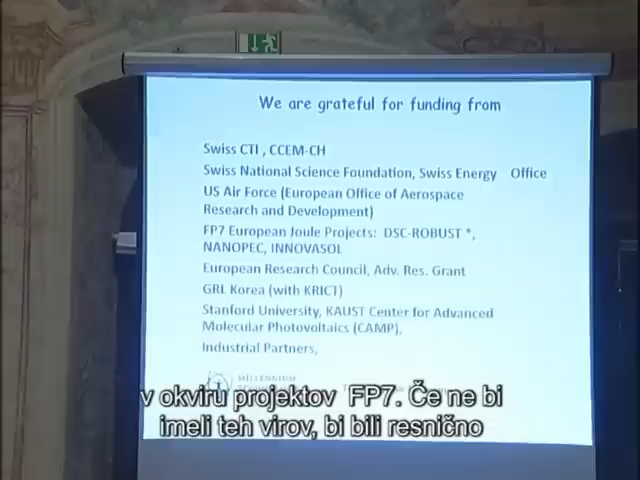 We are grateful for funding from
Swiss CTI , CCEM-CH
Swiss National Science Foundation, Swiss Energy Office
US Air Force (European Office of Aerospace
Research and Development)
FP7 European Joule Projects: DSC-ROBUST *,
NANOPEC, INNOVASOL
European Research Council, Adv. Res. Grant
GRL Korea (with KRICT)
Stanford University, KAUST Center for Advanced
Molecular Photovoltaics (CAMP),
Industrial Partners,
MILLENNIUM
v okviru projektov FP7. Če ne bi
imeli teh virov, bi bili resnično